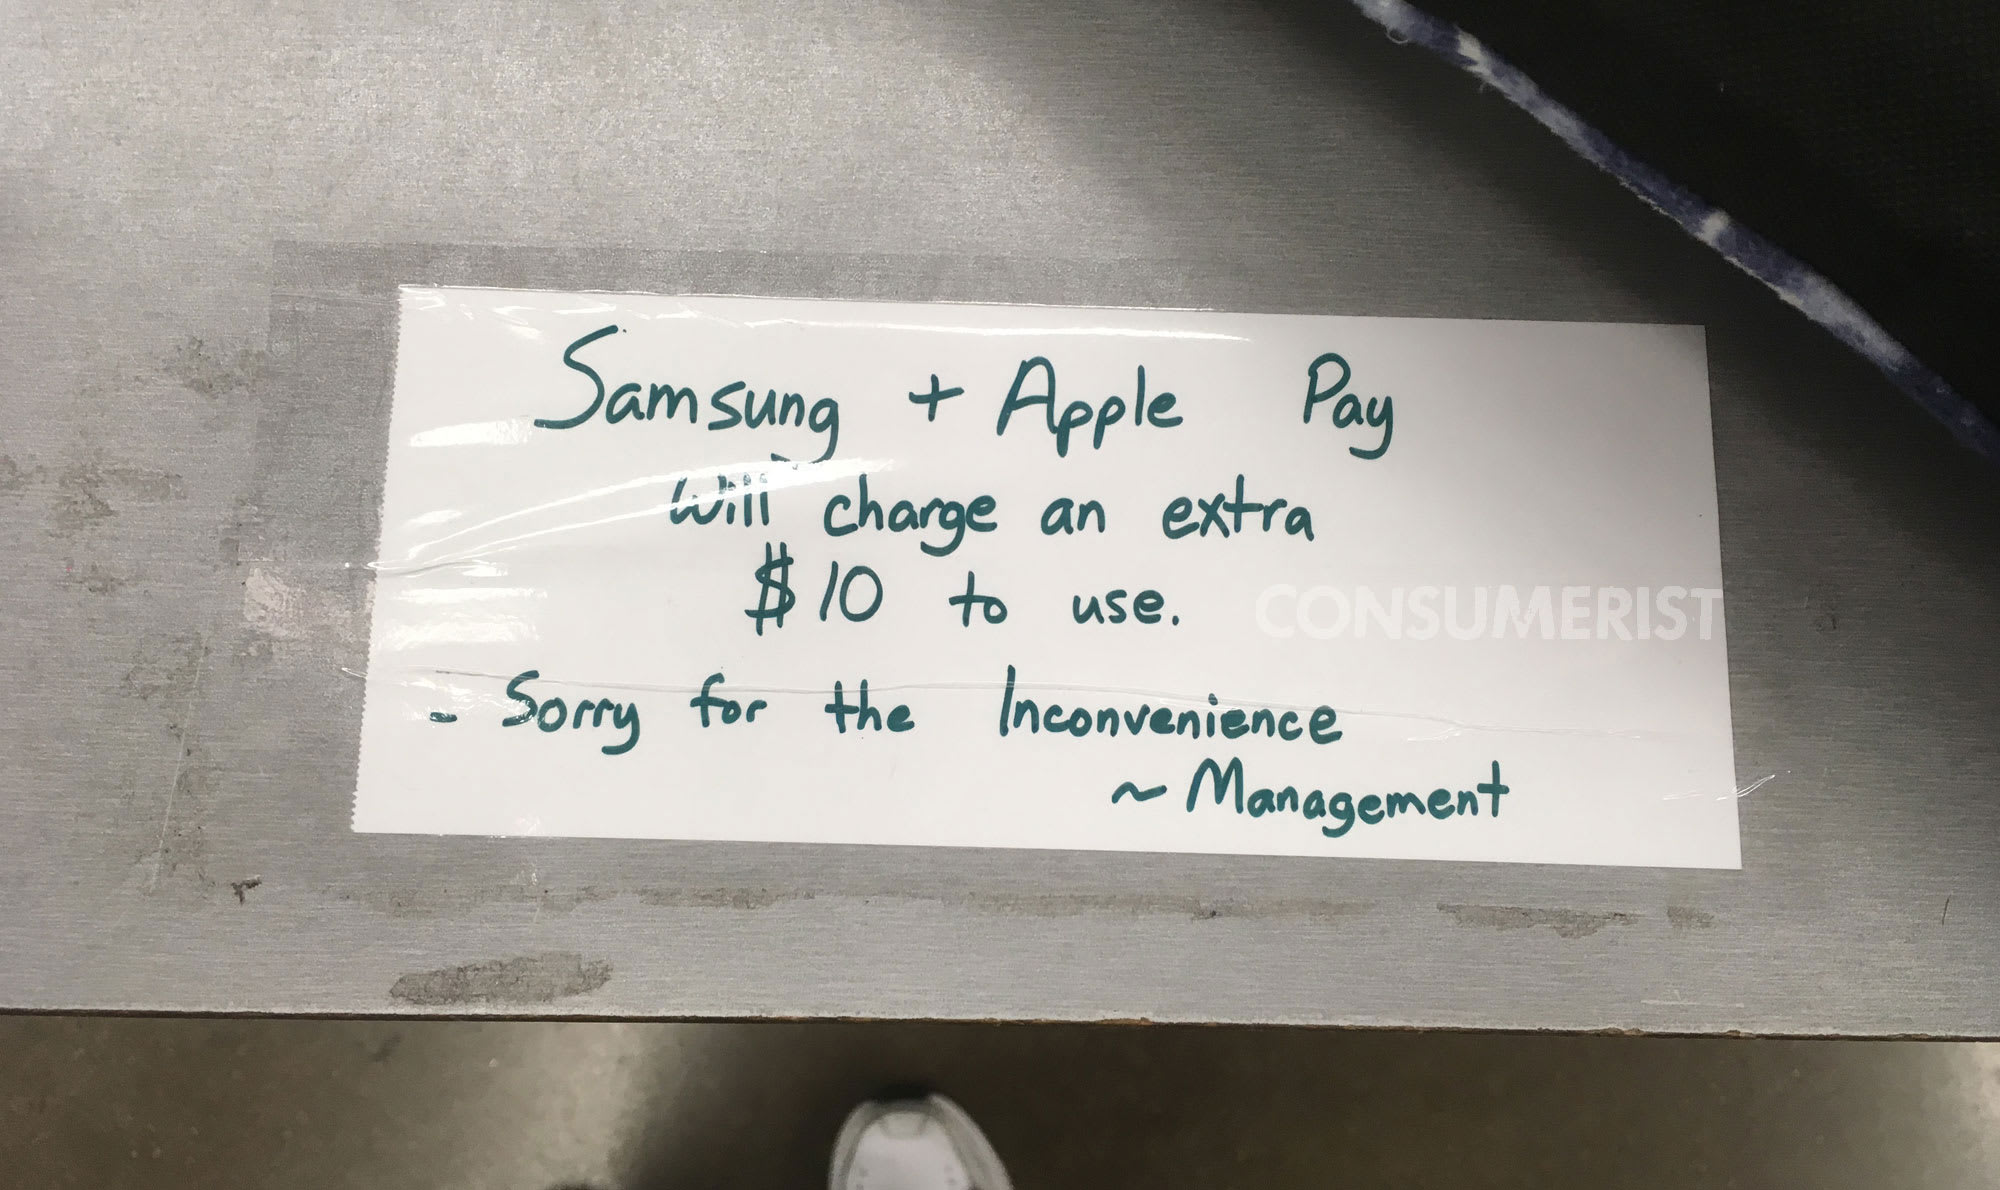 Samsung + Apple Pay
will charge an extra
$10 to use.
CONSUMERIST
- Sorry for the Inconvenience
~ Management